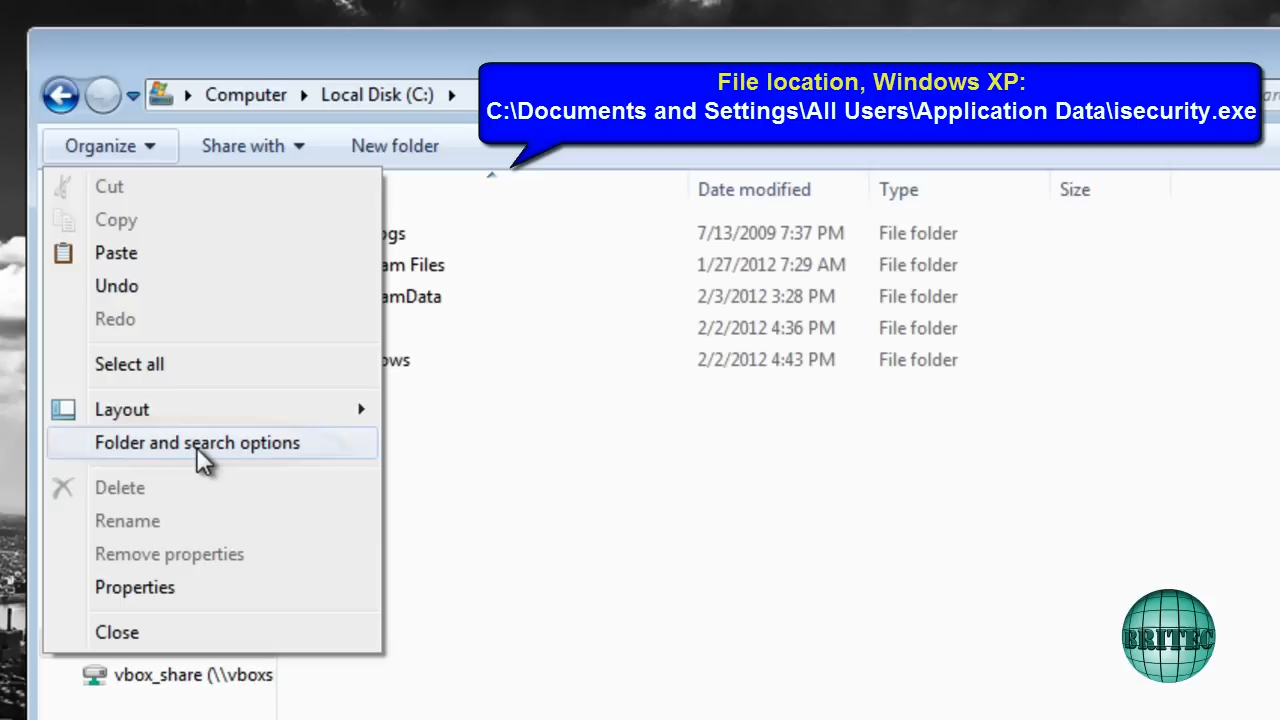 File location, Windows XP:
C:\Documents and Settings\All Users\Application Data\isecurity.exe
Computer
Local Disk (C:)
Organize
Share with
New folder
Cut
Copy
Paste
Undo
Redo
Select all
Layout
Folder and search options
Delete
Rename
Remove properties
Properties
Close
Date modified
Type
Size
ogs
7/13/2009 7:37 PM
File folder
am Files
1/27/2012 7:29 AM
File folder
amData
2/3/2012 3:28 PM
File folder
2/2/2012 4:36 PM
File folder
ows
2/2/2012 4:43 PM
File folder
vbox_share (\\vboxs
BRITEC